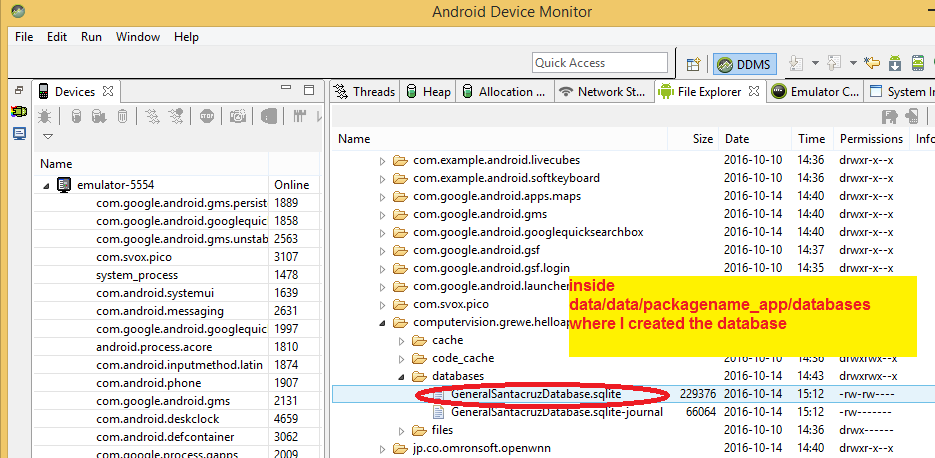 Android Device Monitor
File Edit Run Window Help
Quick Access DDMS
Devices
Threads Heap Allocation ... Network St... File Explorer Emulator C... System In
Name
emulator-5554 Online
com.google.android.gms.persist 1889
com.google.android.googlequic 1858
com.google.android.gms.unstab 2563
com.svox.pico 3107
system_process 1478
com.android.systemui 1639
com.android.messaging 2631
com.google.android.googlequic 1997
android.process.acore 1810
com.android.inputmethod.latin 1874
com.android.phone 1907
com.google.android.gms 2131
com.android.deskclock 4659
com.android.defcontainer 3062
com.google.process.gapps 2009
Name Size Date Time Permissions Info
com.example.android.livecubes 2016-10-10 14:36 drwxr-x--x
com.example.android.softkeyboard 2016-10-10 14:36 drwxr-x--x
com.google.android.apps.maps 2016-10-14 14:40 drwxr-x--x
com.google.android.gms 2016-10-14 14:40 drwxr-x--x
com.google.android.googlequicksearchbox 2016-10-14 14:40 drwxr-x--x
com.google.android.gsf 2016-10-10 14:37 drwxr-x--x
com.google.android.gsf.login 2016-10-10 14:35 drwxr-x--x
com.google.android.launcher
com.svox.pico
computervision.grewe.helloa
cache
code_cache 2016-10-10 14:36 drwxrwx--x
databases 2016-10-14 14:43 drwxrwx--x
GeneralSantacruzDatabase.sqlite 229376 2016-10-14 15:12 -rw-rw----
GeneralSantacruzDatabase.sqlite-journal 66064 2016-10-14 15:12 -rw-------
files 2016-10-10 14:36 drwx------
jp.co.omronsoft.openwnn 2016-10-14 14:40 drwxr-x--x
inside
data/data/packagename_app/databases
where I created the database